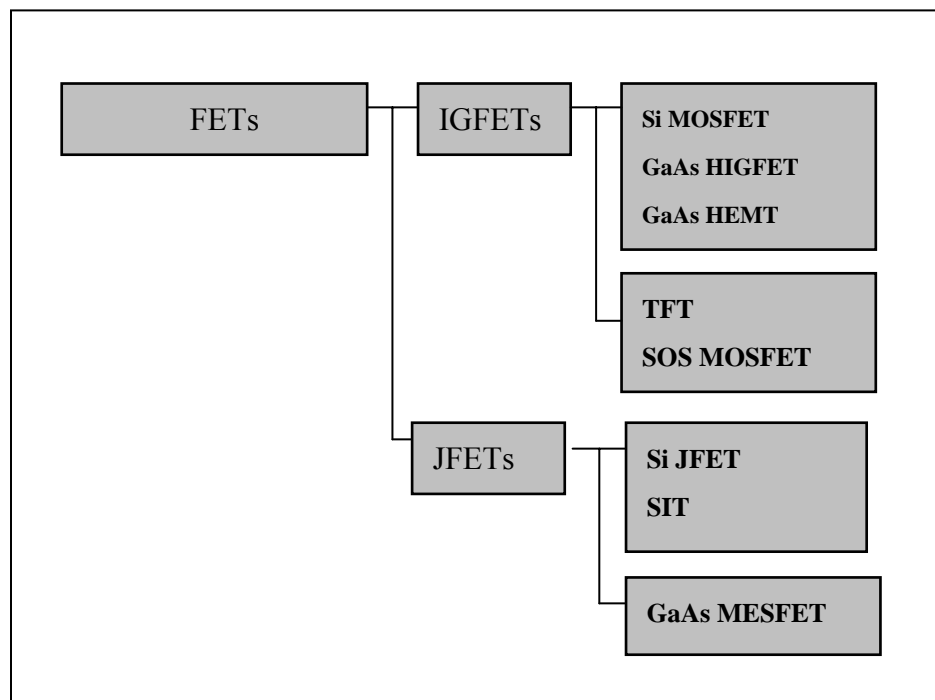 FETs
IGFETs
Si MOSFET
GaAs HIGFET
GaAs HEMT
TFT
SOS MOSFET
JFETs
Si JFET
SIT
GaAs MESFET